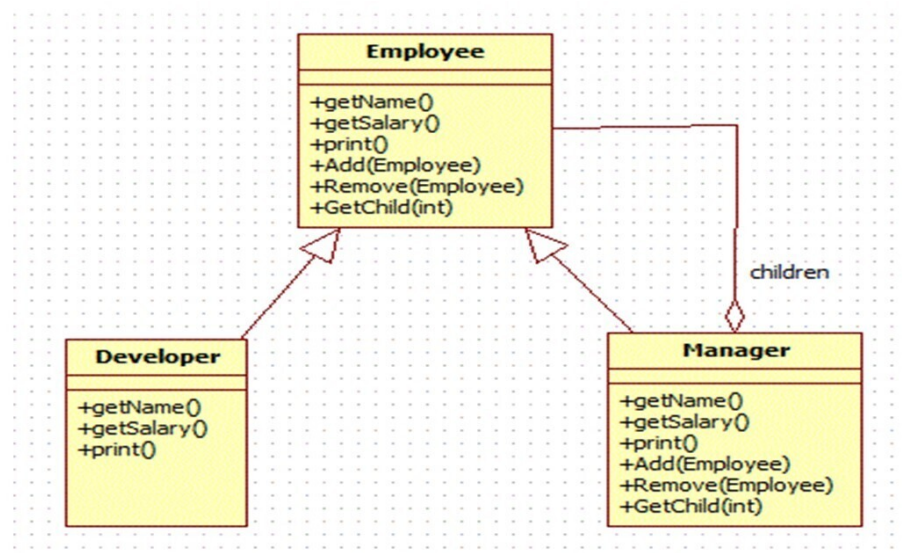 Employee
+getName()
+getSalary()
+print()
+Add(Employee)
+Remove(Employee)
+GetChild(int)
children
Developer
+getName()
+getSalary()
+print()
Manager
+getName()
+getSalary()
+print()
+Add(Employee)
+Remove(Employee)
+GetChild(int)